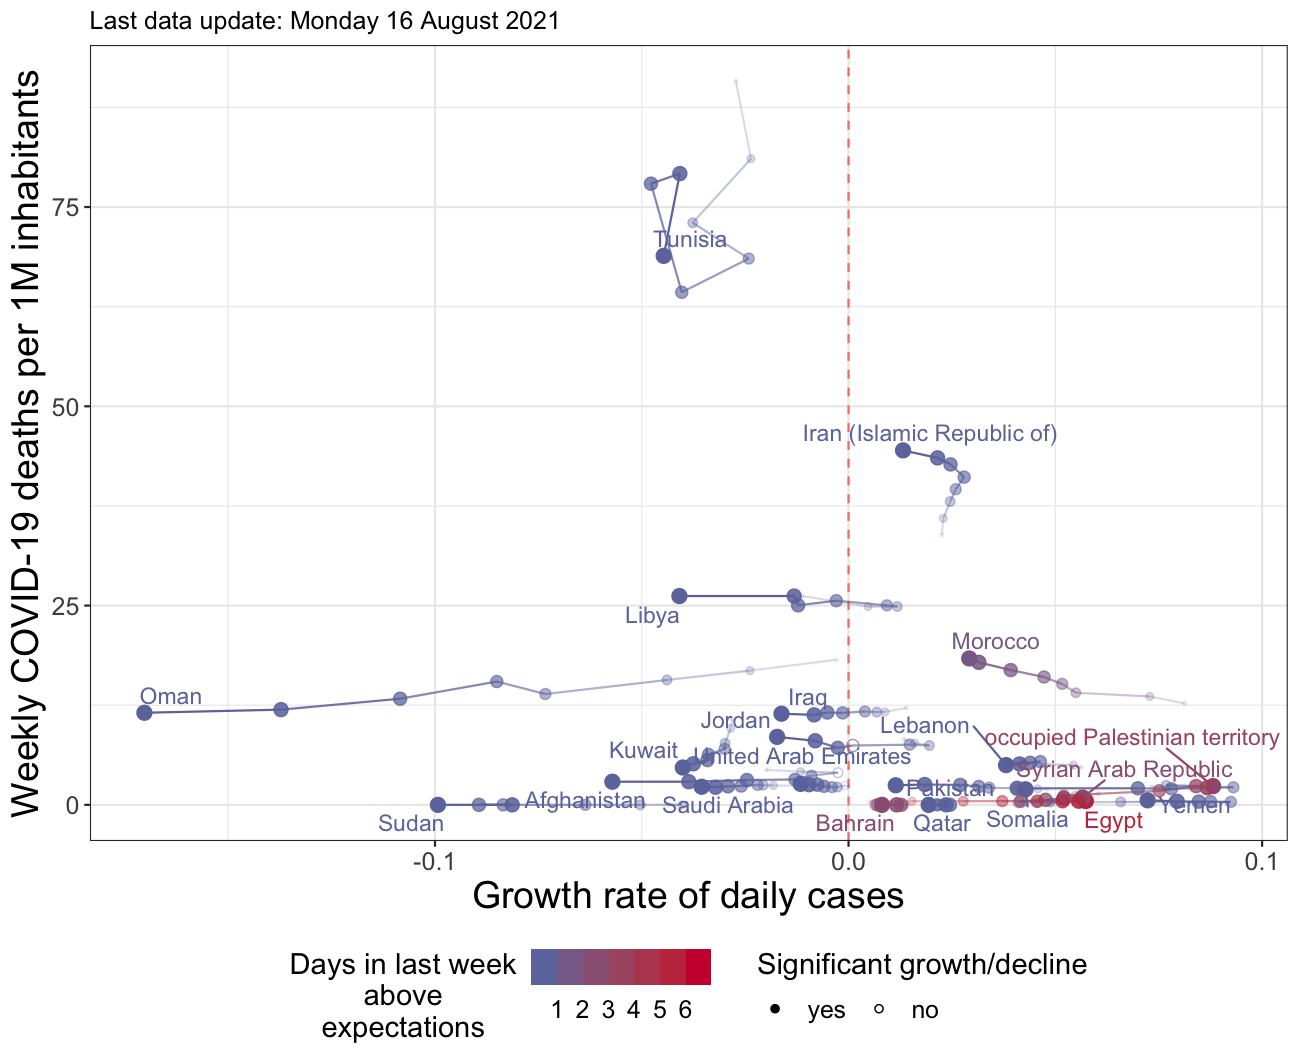 Last data update: Monday 16 August 2021
Weekly COVID-19 deaths per 1M inhabitants
75
50
25
0
Tunisia
Iran (Islamic Republic of)
Libya
Morocco
Oman
Iraq
Jordan
Lebanon
occupied Palestinian territory
Kuwait
United Arab Emirates
Syrian Arab Republic
Pakistan
Afghanistan
Saudi Arabia
Yemen
Sudan
Bahrain
Qatar
Somalia
Egypt
-0.1
0.0
0.1
Growth rate of daily cases
Days in last week
above
expectations
1 2 3 4 5 6
Significant growth/decline
yes
no